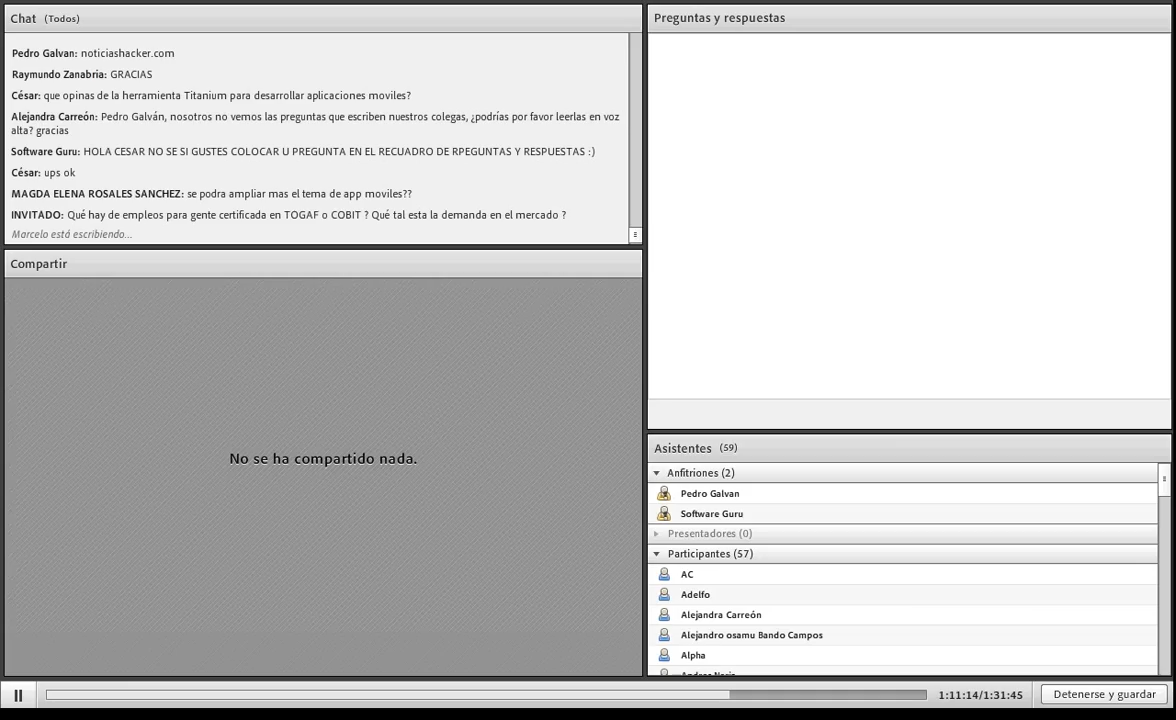 Chat (Todos)
Pedro Galvan: noticiashacker.com
Raymundo Zanabria: GRACIAS
César: que opinas de la herramienta Titanium para desarrollar aplicaciones moviles?
Alejandra Carreón: Pedro Galván, nosotros no vemos las preguntas que escriben nuestros colegas, ¿podrías por favor leerlas en voz
alta? gracias
Software Guru: HOLA CESAR NO SE SI GUSTES COLOCAR U PREGUNTA EN EL RECUADRO DE RPEGUNTAS Y RESPUESTAS :)
César: ups ok
MAGDA ELENA ROSALES SANCHEZ: se podra ampliar mas el tema de app moviles??
INVITADO: Qué hay de empleos para gente certificada en TOGAF o COBIT ? Qué tal esta la demanda en el mercado ?
Marcelo está escribiendo...
Compartir
No se ha compartido nada.
Preguntas y respuestas
Asistentes (59)
Anfitriones (2)
Pedro Galvan
Software Guru
Presentadores (0)
Participantes (57)
AC
Adelfo
Alejandra Carreón
Alejandro osamu Bando Campos
Alpha
1:11:14/1:31:45
Detenerse y guardar